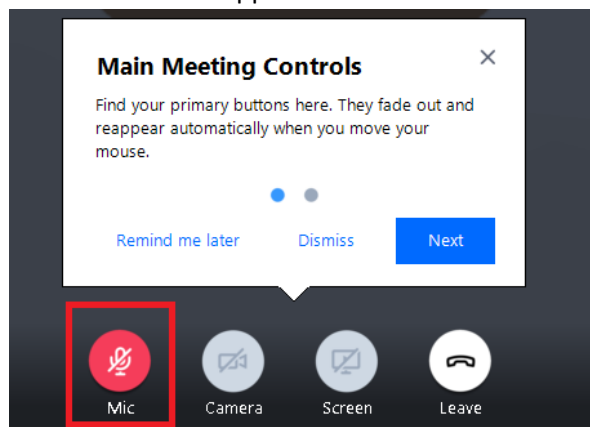 Main Meeting Controls
Find your primary buttons here. They fade out and
reappear automatically when you move your
mouse.
Remind me later Dismiss Next
Mic Camera Screen Leave